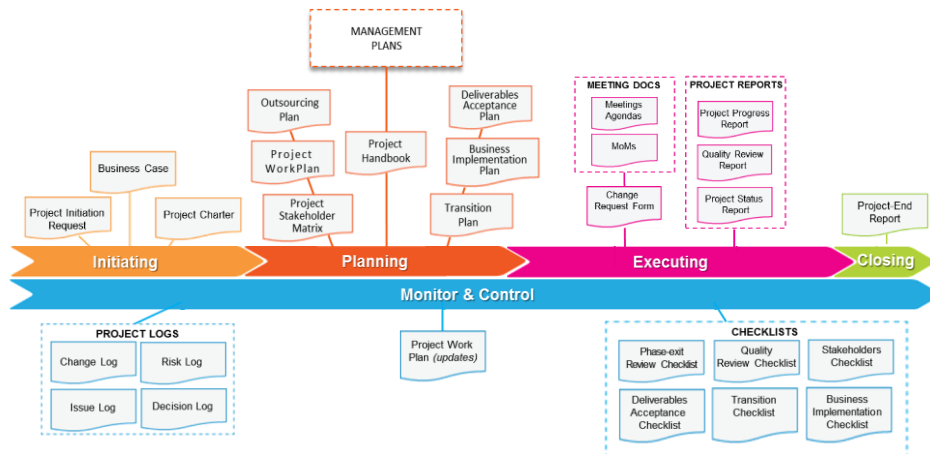 MANAGEMENT
PLANS
MEETING DOCS
PROJECT REPORTS
Outsourcing
Plan
Deliverables
Acceptance
Plan
Meetings
Agendas
Project Progress
Report
Project
Handbook
MoMs
Business Case
Project
WorkPlan
Business
Implementation
Plan
Quality Review
Report
Project Initiation
Request
Project Charter
Project
Stakeholder
Matrix
Transition
Plan
Change
Request Form
Project Status
Report
Project-End
Report
Initiating
Planning
Executing
Closing
Monitor & Control
PROJECT LOGS
Change Log
Risk Log
Issue Log
Decision Log
Project Work
Plan (updates)
CHECKLISTS
Phase-exit
Review Checklist
Quality
Review Checklist
Stakeholders
Checklist
Deliverables
Acceptance
Checklist
Transition
Checklist
Business
Implementation
Checklist